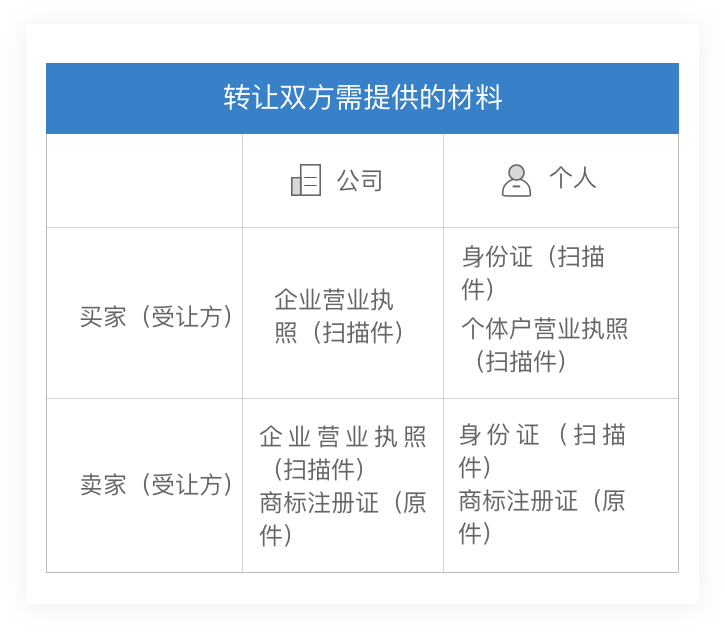 转让双方需提供的材料
公司
个人
买家（受让方）
企业营业执
照（扫描件）
身份证（扫描
件）
个体户营业执照
（扫描件）
卖家（受让方）
企业营业执照
（扫描件）
商标注册证（原
件）
身份证（扫描
件）
商标注册证（原
件）